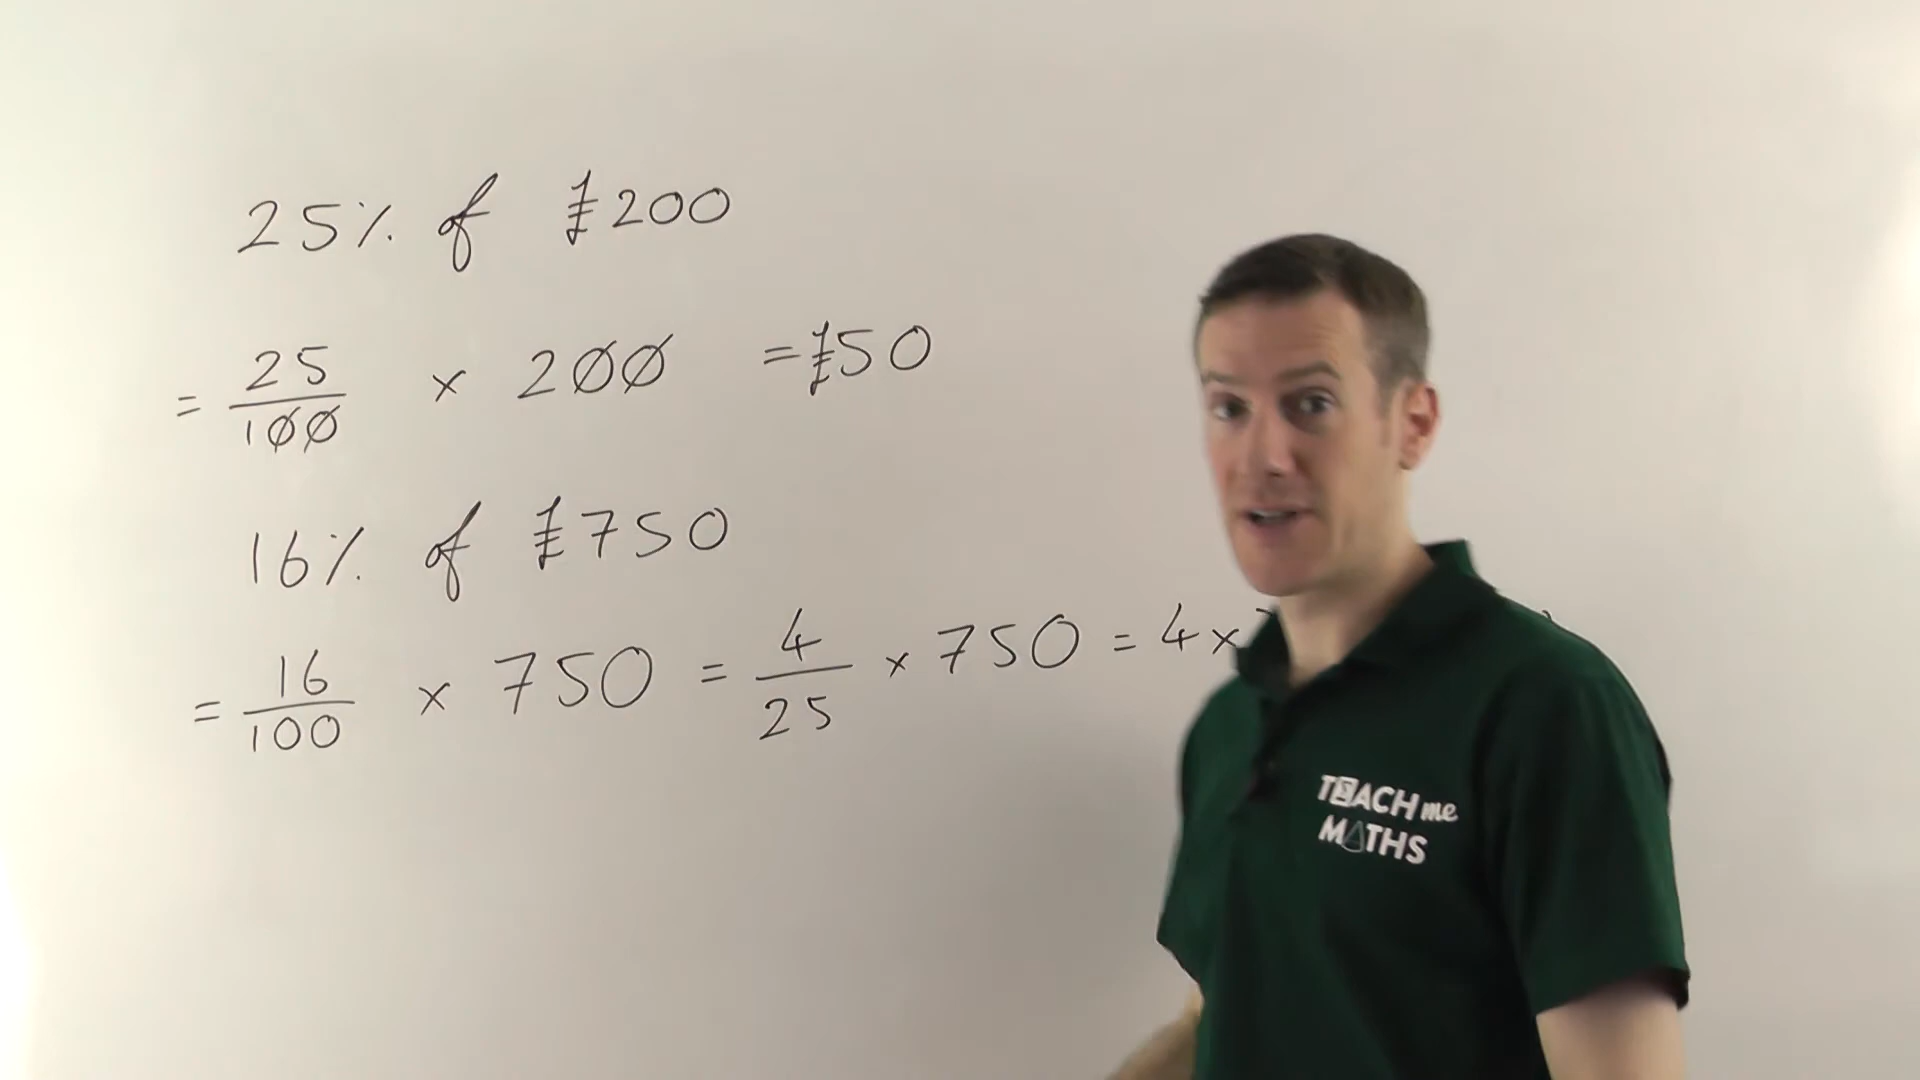 25% of £200
= 25/100 × 200 = £50
16% of £750
= 16/100 × 750 = 4/25 × 750 = 4 ×
TEACH me
MATHS